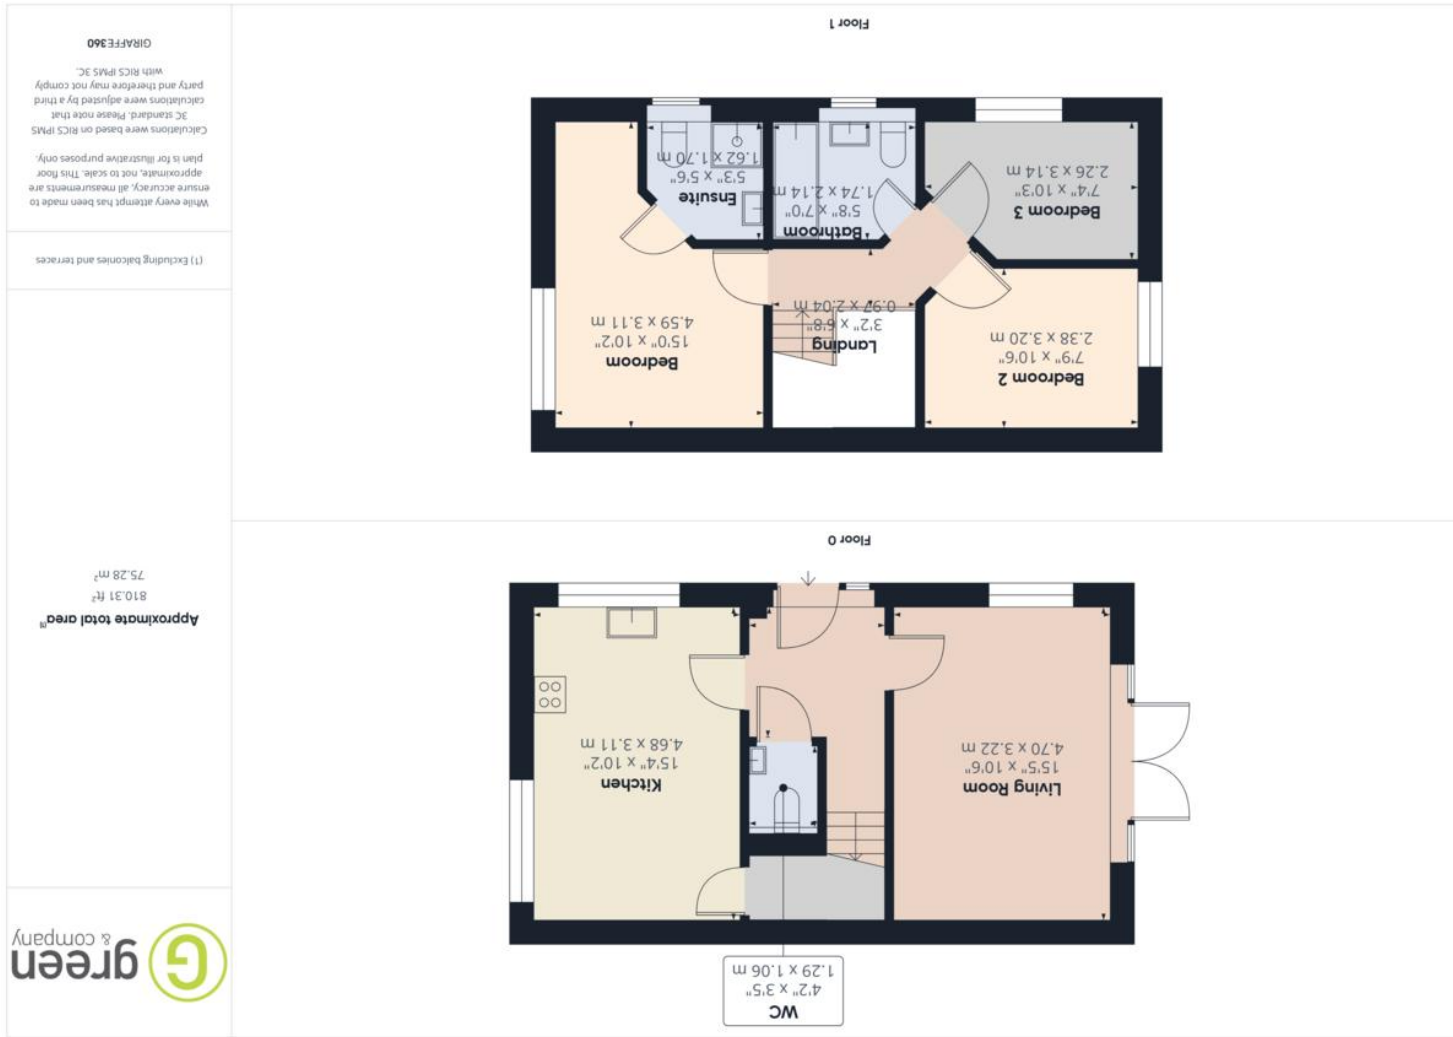 green
& company
Approximate total area⁽¹⁾
810.31 ft²
75.28 m²
(1) Excluding balconies and terraces
While every attempt has been made to
ensure accuracy, all measurements are
approximate, not to scale. This floor
plan is for illustrative purposes only.
Calculations were based on RICS IPMS
3C standard. Please note that
calculations were adjusted by a third
party and therefore may not comply
with RICS IPMS 3C.
GIRAFFE360
WC
4'2" x 3'5"
1.29 x 1.06 m
Living Room
15'5" x 10'6"
4.70 x 3.22 m
Kitchen
15'4" x 10'2"
4.68 x 3.11 m
Floor 0
Bedroom 2
7'9" x 10'6"
2.38 x 3.20 m
Landing
3'2" x 6'8"
0.97 x 2.04 m
Bedroom
15'0" x 10'2"
4.59 x 3.11 m
Bedroom 3
7'4" x 10'3"
2.26 x 3.14 m
Bathroom
5'8" x 7'0"
1.74 x 2.14 m
Ensuite
5'3" x 5'6"
1.62 x 1.70 m
Floor 1